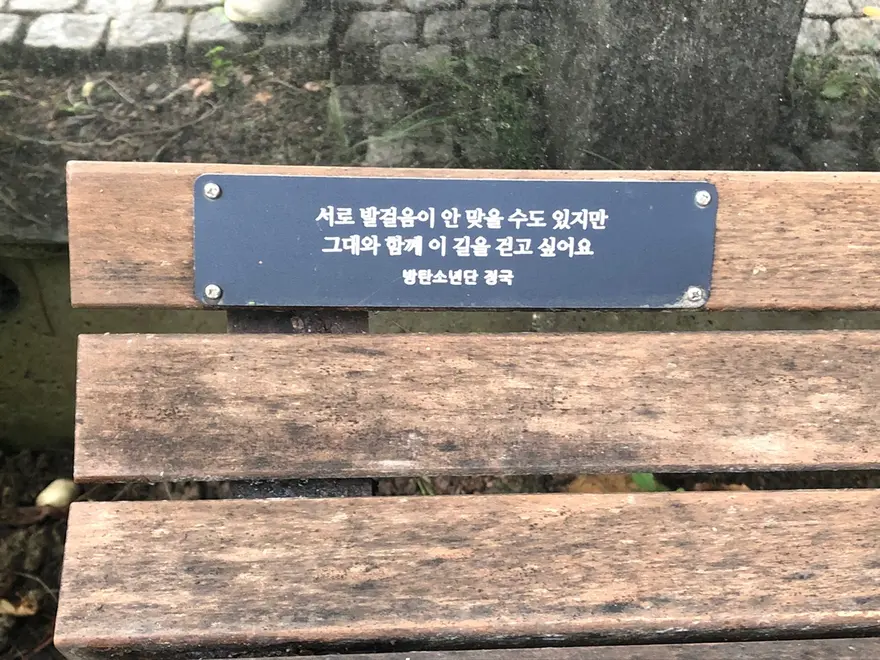 서로 발걸음이 안 맞을 수도 있지만
그대와 함께 이 길을 걷고 싶어요
방탄소년단 정국